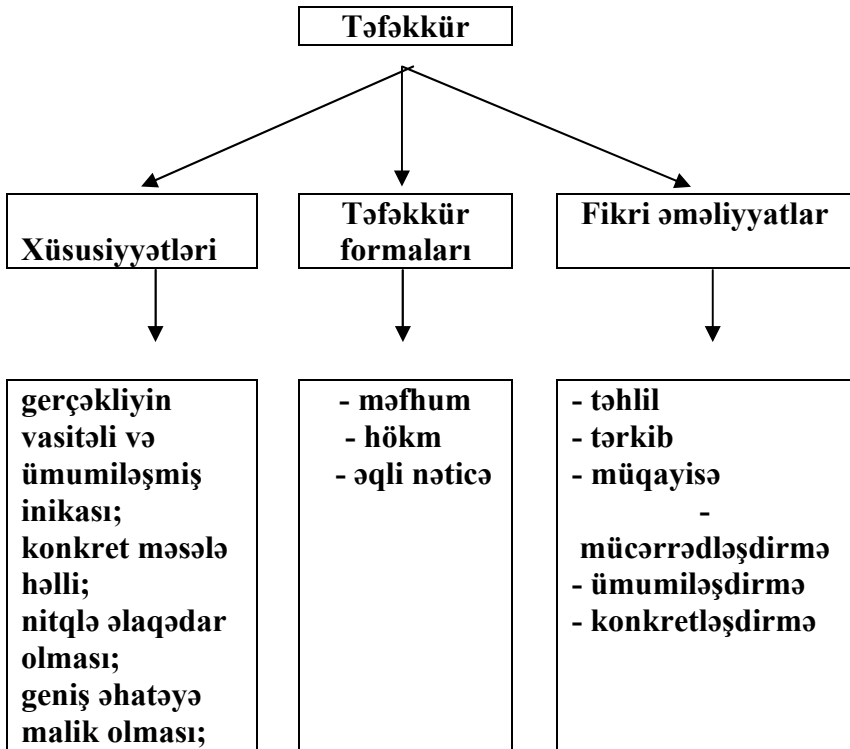 Təfəkkür
Xüsusiyyətləri
Təfəkkür
formaları
Fikri əməliyyatlar
gerçəkliyin
vasitəli və
ümumiləşmiş
inikası;
konkret məsələ
həlli;
nitqlə əlaqədar
olması;
geniş əhatəyə
malik olması;
- məfhum
- hökm
- əqli nəticə
- təhlil
- tərkib
- müqayisə
-
mücərrədləşdirmə
- ümumiləşdirmə
- konkretləşdirmə